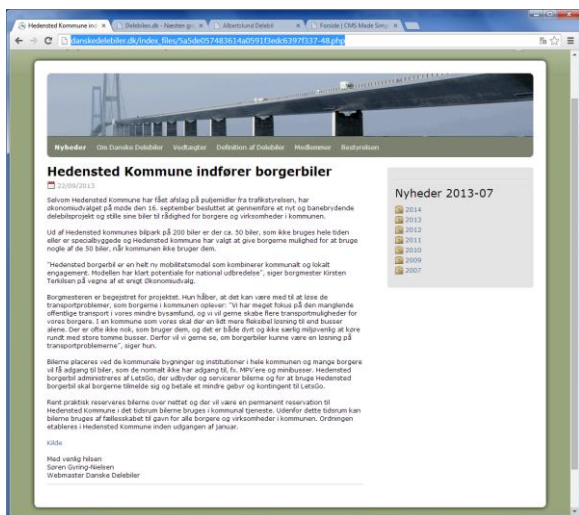 Hedensted Kommune ind
Delebiler.dk - Næsten gr
Albertslund Delebil
Forside | CMS Made Simp
danskedelebiler.dk/index_files/5a5de057483614a0591f3edc6397f337-48.php
Nyheder Om Danske Delebiler Vedtægter Definition af Delebiler Medlemmer Bestyrelsen
Hedensted Kommune indfører borgerbiler
22/09/2013
Selvom Hedensted Kommune har fået afslag på puljemidler fra trafikstyrelsen, har
økonomiudvalget på møde den 16. september besluttet at gennemføre et nyt og banebrydende
delebilsprojekt og stille sine biler til rådighed for borgere og virksomheder i kommunen.
Ud af Hedensted kommunes bilpark på 200 biler er der ca. 50 biler, som ikke bruges hele tiden
eller er specialbyggede og Hedensted Kommune har valgt at give borgerne mulighed for at bruge
nogle af de 50 biler, når kommunen ikke bruger dem.
"Hedensted borgerbil er en helt ny mobilitetsmodel som kombinerer kommunalt og lokalt
engagement. Modellen har klart potentiale for national udbredelse", siger borgmester Kirsten
Terkilsen på vegne af et enigt Økonomiudvalg.
Borgmesteren er begejstret for projektet. Hun håber, at det kan være med til at løse de
transportproblemer, som borgerne i kommunen oplever: "Vi har meget fokus på den manglende
offentlige transport i vores mindre bysamfund, og vi vil gerne skabe flere transportmuligheder for
vores borgere. I en kommune som vores skal der en lidt mere fleksibel løsning til end busser
alene. Der er ofte ikke nok, som bruger dem, og det er både dyrt og ikke særlig miljøvenlig at køre
rundt med store tomme busser. Derfor vil vi gerne se, om borgerbiler kunne være en løsning på
transportproblemerne", siger hun.
Bilerne placeres ved de kommunale bygninger og institutioner i hele kommunen og mange borgere
vil få adgang til biler, som de normalt ikke har adgang til, fx. MPV'ere og minibusser. Hedensted
borgerbil administreres af LetsGo, der udbyder og servicerer bilerne og for at bruge Hedensted
borgerbil skal borgerne tilmelde sig og betale et mindre gebyr og kontingent til LetsGo.
Rent praktisk reserveres bilerne over nettet og der vil være en permanent reservation til
Hedensted Kommune i det tidsrum bilerne bruges i kommunal tjeneste. Udenfor dette tidsrum kan
bilerne bruges af fællesskabet til gavn for alle borgere og virksomheder i kommunen. Ordningen
etableres i Hedensted Kommune inden udgangen af januar.
Kilde
Med venlig hilsen
Søren Gyring-Nielsen
Webmaster Danske Delebiler
Nyheder 2013-07
2014
2013
2012
2011
2010
2009
2007